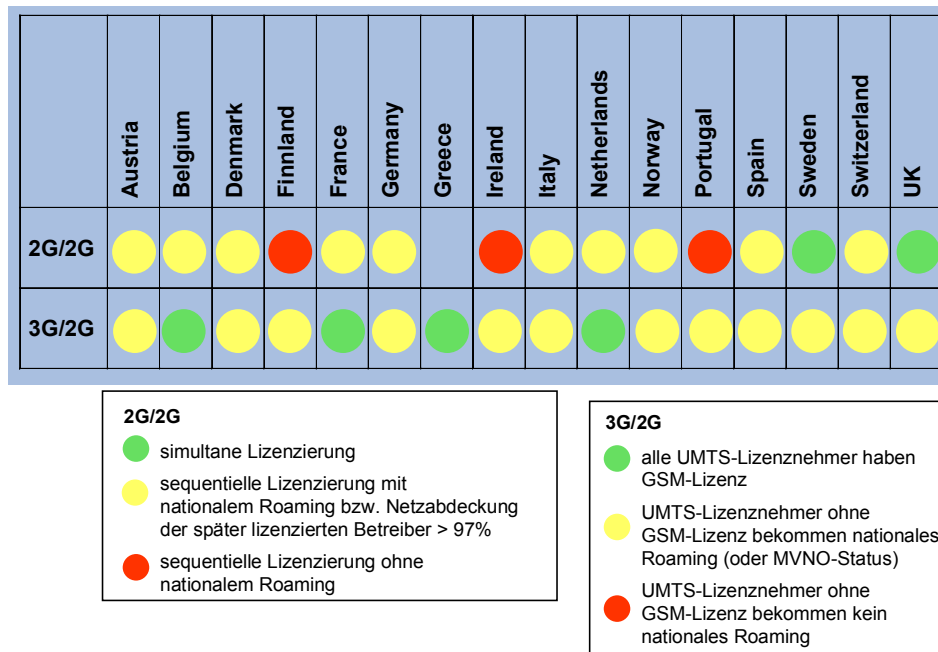 Austria
Belgium
Denmark
Finnland
France
Germany
Greece
Ireland
Italy
Netherlands
Norway
Portugal
Spain
Sweden
Switzerland
UK
2G/2G
3G/2G
2G/2G
simultane Lizenzierung
sequentielle Lizenzierung mit
nationalem Roaming bzw. Netzabdeckung
der später lizenzierten Betreiber > 97%
sequentielle Lizenzierung ohne
nationalem Roaming
3G/2G
alle UMTS-Lizenznehmer haben
GSM-Lizenz
UMTS-Lizenznehmer ohne
GSM-Lizenz bekommen nationales
Roaming (oder MVNO-Status)
UMTS-Lizenznehmer ohne
GSM-Lizenz bekommen kein
nationales Roaming